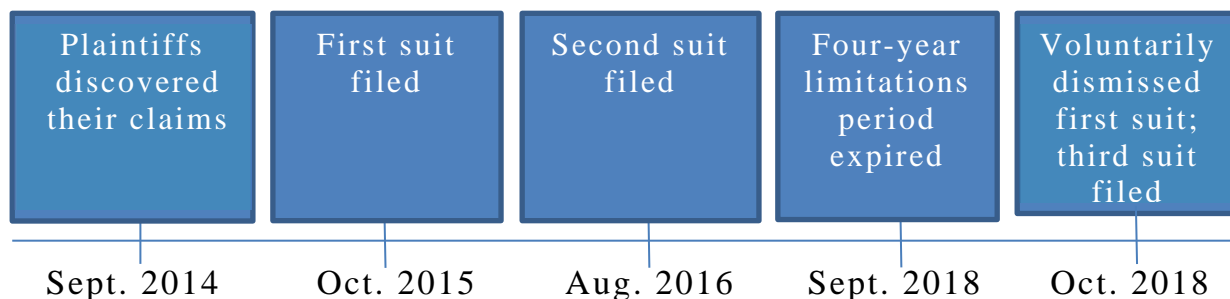 Plaintiffs
discovered
their claims
First suit
filed
Second suit
filed
Four-year
limitations
period
expired
Voluntarily
dismissed
first suit;
third suit
filed
Sept. 2014
Oct. 2015
Aug. 2016
Sept. 2018
Oct. 2018